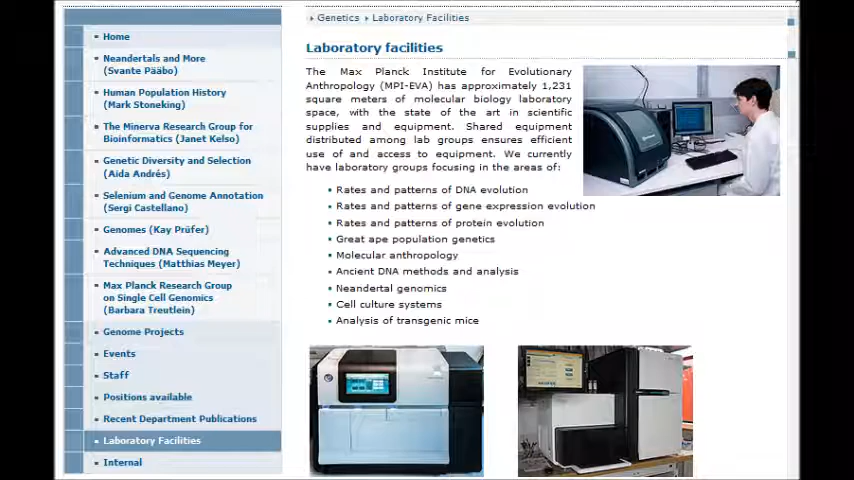 Genetics Laboratory Facilities
Home
Neandertals and More
(Svante Pääbo)
Human Population History
(Mark Stoneking)
The Minerva Research Group for
Bioinformatics (Janet Kelso)
Genetic Diversity and Selection
(Aida Andrés)
Selenium and Genome Annotation
(Sergi Castellano)
Genomes (Kay Prüfer)
Advanced DNA Sequencing
Techniques (Matthias Meyer)
Max Planck Research Group
on Single Cell Genomics
(Barbara Treutlein)
Genome Projects
Events
Staff
Positions available
Recent Department Publications
Laboratory Facilities
Internal
Laboratory facilities
The Max Planck Institute for Evolutionary
Anthropology (MPI-EVA) has approximately 1,231
square meters of molecular biology laboratory
space, with the state of the art in scientific
supplies and equipment. Shared equipment
distributed among lab groups ensures efficient
use of and access to equipment. We currently
have laboratory groups focusing in the areas of:
Rates and patterns of DNA evolution
Rates and patterns of gene expression evolution
Rates and patterns of protein evolution
Great ape population genetics
Molecular anthropology
Ancient DNA methods and analysis
Neandertal genomics
Cell culture systems
Analysis of transgenic mice